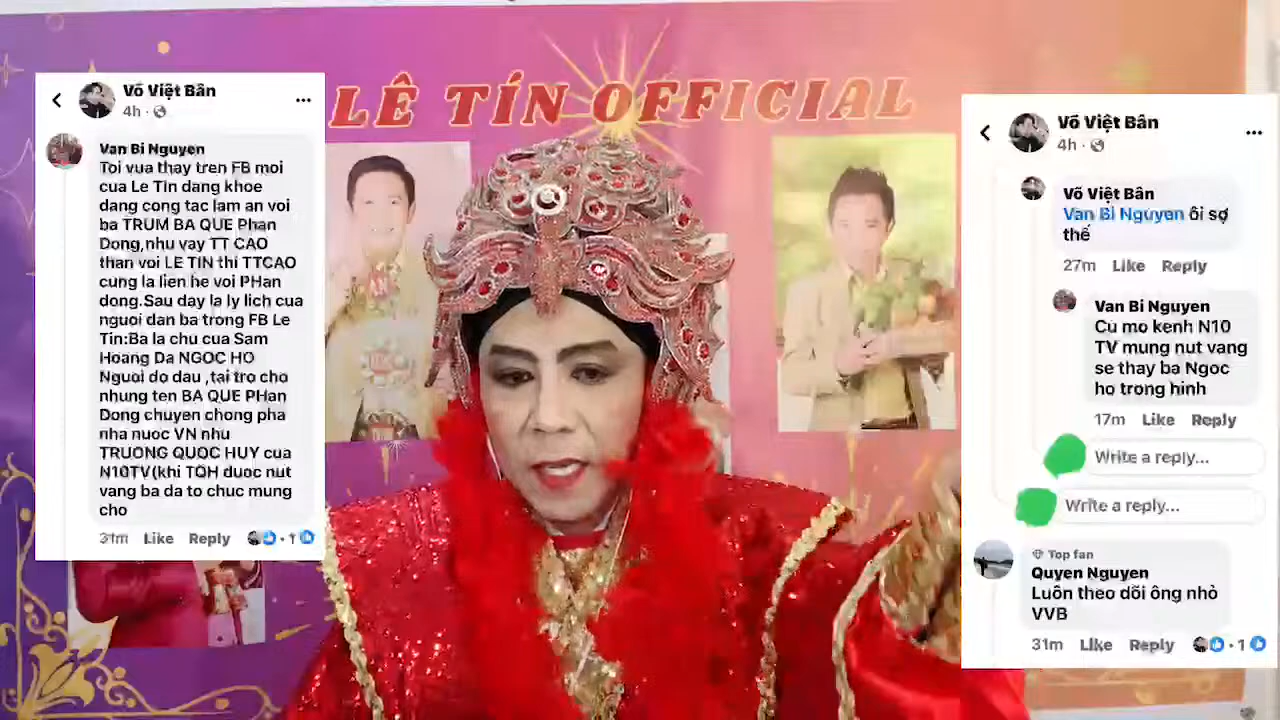 LÊ TÍN OFFICIAL
Võ Việt Bân
4h
Van Bi Nguyen
Toi vua thay tren FB moi
cua Le Tin dang khoe
dang cong tac lam an voi
ba TRUM BA QUE Phan
Dong,nhu vay TT CAO
than voi LE TIN thi TTCAO
cung la lien he voi PHan
dong.Sau day la ly lich cua
nguoi dan ba trong FB Le
Tin:Ba la chu cua Sam
Hoang Da NGOC HO
Nguoi do dau ,tai tro cho
nhung ten BA QUE PHan
Dong chuyen chong pha
nha nuoc VN nhu
TRUONG QUOC HUY cua
N10TV(khi TQH duoc nut
vang ba da to chuc mung
cho
31m Like Reply
1
Võ Việt Bân
4h
Võ Việt Bân
Van Bi Nguyen ôi sợ
thế
27m Like Reply
Van Bi Nguyen
Cu mo kenh N10
TV mung nut vang
se thay ba Ngoc
ho trong hinh
17m Like Reply
Write a reply...
Write a reply...
Top fan
Quyen Nguyen
Luôn theo dõi ông nhỏ
VVB
31m Like Reply
1